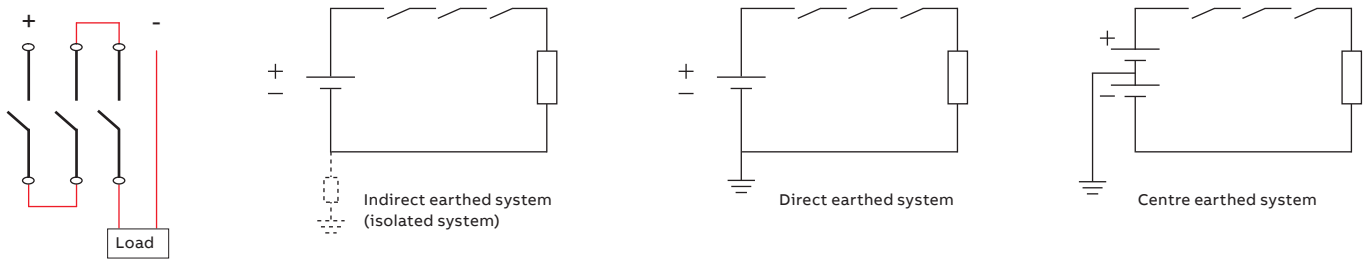 + -
Load
+
−
Indirect earthed system
(isolated system)
+
−
Direct earthed system
+
−
Centre earthed system